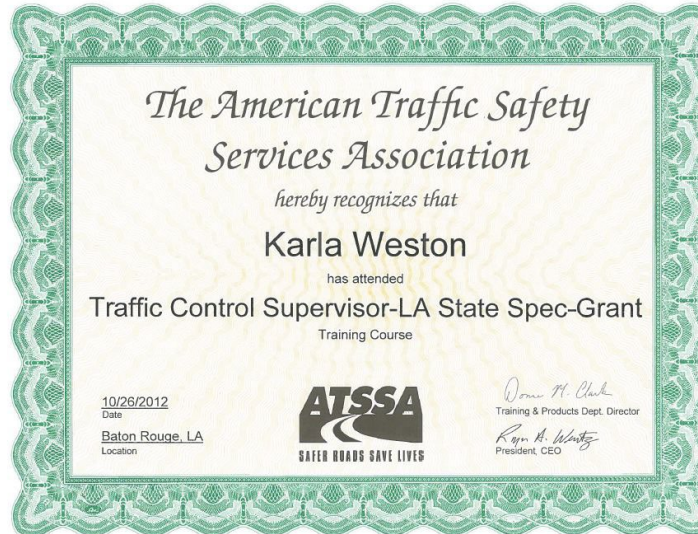 The American Traffic Safety
Services Association
hereby recognizes that
Karla Weston
has attended
Traffic Control Supervisor-LA State Spec-Grant
Training Course
10/26/2012
Date
Baton Rouge, LA
Location
ATSSA
SAFER ROADS SAVE LIVES
Donna M. Clark
Training & Products Dept. Director
President, CEO